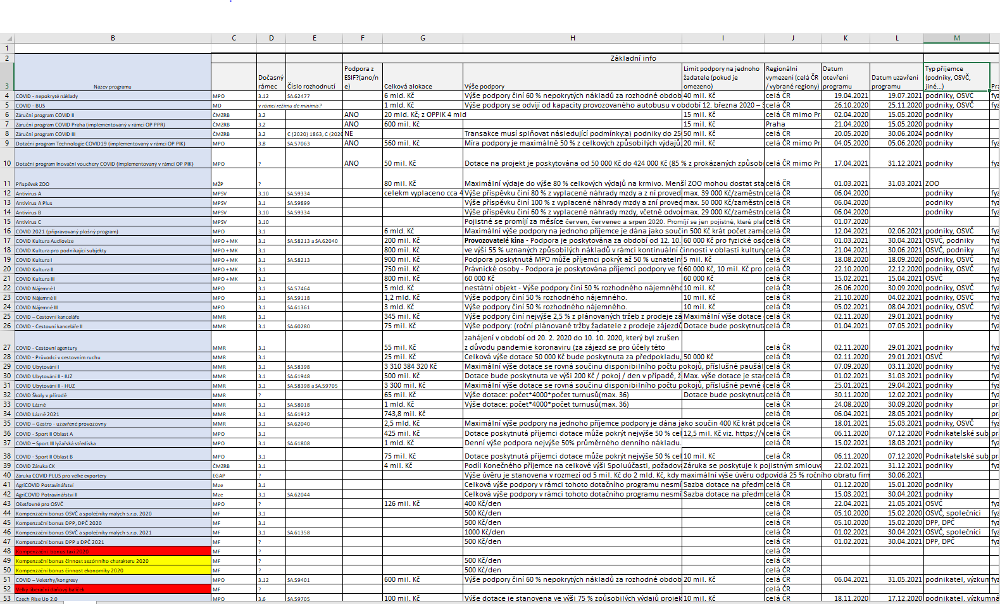 B C D E F G H I J K L M
1
2 Základní info
3 Název programu Dočasný rámec Číslo rozhodnutí Podpora z ESIF?(ano/n e) Celková alokace Výše podpory Limit podpory na jednoho žadatele (pokud je omezeno) Regionální vymezení (celá ČR / vybrané regiony) Datum otevření programu Datum uzavření programu Typ příjemce (podniky, OSVČ, jiné...) Prá
4 COVID - nepokryté náklady MPO 3.12 SA.62477 6 mld. Kč Výše podpory činí 60 % nepokrytých nákladů za rozhodné obdob 40 mil. Kč celá ČR 19.04.2021 19.07.2021 podniky, OSVČ fyz
5 COVID - BUS MD v rámci režimu de minimis? 1 mld. Kč Výše podpory se odvíjí od kapacity provozovaného autobusu v období 12. března 2020 – 3 celá ČR 26.10.2020 25.11.2020 podniky, OSVČ fyz
6 Záruční program COVID II ČMZRB 3.2 ANO 20 mld. Kč; z OPPIK 4 mld 15 mil. Kč celá ČR mimo Pr 02.04.2020 15.05.2020 podniky
7 Záruční program COVID Praha (implementovaný v rámci OP PPR) ČMZRB 3.2 ANO 600 mil. Kč 15 mil. Kč Praha 21.04.2020 15.05.2020 podniky
8 Záruční program COVID III ČMZRB 3.2 C (2020) 1863, C (2020 NE Transakce musí splňovat následující podmínky:a) podniky do 25 50 mil. Kč celá ČR 20.05.2020 30.06.2024 podniky
9 Dotační program Technologie COVID19 (implementovaný v rámci OP PIK) MPO 3.8 SA.57063 ANO 560 mil. Kč Míra podpory je maximálně 50 % z celkových způsobilých výdajů. 20 mil. Kč celá ČR mimo Pr 04.05.2020 05.06.2020 podniky fyz
10 Dotační program Inovační vouchery COVID (implementovaný v rámci OP PIK) MPO ? ANO 50 mil. Kč Dotace na projekt je poskytována od 50 000 Kč do 424 000 Kč (85 % z prokázaných způsobi celá ČR mimo Pr 17.04.2021 31.12.2021 podniky fyz
11 Příspěvek ZOO MŽP ? 80 mil. Kč Maximální výdaje do výše 80 % celkových výdajů na krmivo. Menší ZOO mohou dostat sta celá ČR 01.03.2021 31.03.2021 ZOO
12 Antivirus A MPSV 3.10 SA.59334 celekm vyplaceno cca 4 Výše příspěvku činí 80 % z vyplacené náhrady mzdy a z ní proved max. 39 000 Kč/zaměstn celá ČR 06.04.2020 podniky fyz
13 Antivirus A Plus MPSV 3.1 SA.59899 Výše příspěvku činí 100 % z vyplacené náhrady mzdy a zní proved max. 50 000 Kč/zaměstn celá ČR 06.04.2020 podniky fyz
14 Antivirus B MPSV 3.10 SA.59334 Výše příspěvku činí 60 % z vyplacené náhrady mzdy, včetně odvo max. 29 000 Kč/zaměstn celá ČR 06.04.2020 podniky fyz
15 Antivirus C MPSV 3.10 Pojistné se promíjí za měsíce červen, červenec a srpen 2020. Promíjí se jen pojistné, které plat celá ČR 01.07.2020
16 COVID 2021 (připravovaný plošný program) MPO 3.1 6 mld. Kč Maximální výše podpory na jednoho příjemce je dána jako součin 500 Kč krát počet zamě celá ČR 12.04.2021 02.06.2021 podniky, OSVČ fyz
17 COVID Kultura Audiovize MPO + MK 3.1 SA.58213 a SA.62040 200 mil. Kč Provozovatelé kina - Podpora je poskytována za období od 12. 10. 60 000 Kč pro fyzické oso celá ČR 01.03.2021 30.04.2021 OSVČ, podniky fyz
18 COVID Kultura pro podnikající subjekty MPO + MK 3.1 800 mil. Kč ve výši 55 % uznaných způsobilých nákladů v rámci kontinuální činnosti v oblasti kultury celá ČR 21.04.2021 30.06.2021 OSVČ, podniky fyz
19 COVID Kultura I MPO + MK 3.1 SA.58213 900 mil. Kč Podpora poskytnutá MPO může příjemci pokrýt až 50 % uznateln 5 mil. Kč celá ČR 18.08.2020 18.09.2020 podniky, OSVČ fyz
20 COVID Kultura II MPO + MK 3.1 750 mil. Kč Právnické osoby - Podpora je poskytována příjemci podpory ve fo 60 000 Kč, 10 mil. Kč pro celá ČR 22.10.2020 22.12.2020 podniky, OSVČ fyz
21 COVID Kultura III MPO + MK 3.1 800 mil. Kč 60 000 Kč 60 000 Kč celá ČR 15.02.2021 15.04.2021 OSVČ fyz
22 COVID Nájemné I MPO 3.1 SA.57464 5 mld. Kč nestátní objekt - Výše podpory činí 50 % rozhodného nájemného 10 mil. Kč celá ČR 26.06.2020 30.09.2020 podniky, OSVČ fyz
23 COVID Nájemné II MPO 3.1 SA.59118 1,2 mld. Kč Výše podpory činí 50 % rozhodného nájemného. 10 mil. Kč celá ČR 21.10.2020 04.02.2021 podniky, OSVČ fyz
24 COVID Nájemné III MPO 3.1 SA.61361 3 mld. Kč Výše podpory činí 50 % rozhodného nájemného. 10 mil. Kč celá ČR 05.02.2021 08.04.2021 podniky, OSVČ fyz
25 COVID – Cestovní kanceláře MMR 3.1 345 mil. Kč Výše podpory činí nejvýše 2,5 % z plánovaných tržeb z prodeje zá Maximální výše dotace celá ČR 02.11.2020 29.01.2021 podniky fyz
26 COVID - Cestovní kanceláře II MMR 3.1 SA.60280 75 mil. Kč Výše podpory: (roční plánované tržby žadatele z prodeje zájezdů Dotace bude poskytnut celá ČR 01.04.2021 07.05.2021 podniky fyz
27 COVID - Cestovní agentury MMR 3.1 55 mil. Kč zahájení v období od 20. 2. 2020 do 10. 10. 2020, který byl zrušen z důvodu pandemie koronaviru (za zájezd se pro účely této celá ČR 02.11.2020 29.01.2021 podniky fyz
28 COVID - Průvodci v cestovním ruchu MMR 3.1 25 mil. Kč Celková výše dotace 50 000 Kč bude poskytnuta za předpokladu, 50 000 Kč celá ČR 02.11.2020 29.01.2021 OSVČ fyz
29 COVID Ubytování I MMR 3.1 SA.58398 3 310 384 320 Kč Maximální výše dotace se rovná součinu disponibilního počtu pokojů, příslušné paušál celá ČR 07.09.2020 03.11.2020 podniky fyz
30 COVID Ubytování II - IUZ MMR 3.1 SA.61948 500 mil. Kč Dotace bude poskytnuta ve výši 200 Kč / pokoj / den v případě, ž Max. výše dotace je star celá ČR 01.02.2021 31.03.2021 podniky fyz
31 COVID Ubytování II - HUZ MMR 3.1 SA.58398 a SA.59705 3 300 mil. Kč Maximální výše dotace se rovná součinu disponibilního počtu pokojů, příslušné pevné celá ČR 25.01.2021 29.04.2021 podniky fyz
32 COVID Školy v přírodě MMR ? 65 mil. Kč Výše dotace: počet*4000*počet turnusů(max. 36) Dotace bude poskytnut celá ČR 30.11.2020 12.02.2021 podniky fyz
33 COVID Lázně MMR 3.1 SA.58018 1 mld. Kč Výše dotace: počet*4000*počet turnusů(max. 36) celá ČR 24.08.2020 30.09.2020 podniky pr
34 COVID Lázně 2021 MMR 3.1 SA.61912 743,8 mil. Kč celá ČR 06.04.2021 28.05.2021 podniky pr
35 COVID – Gastro - uzavřené provozovny MMR 3.1 SA.62040 2,5 mld. Kč Maximální výše podpory na jednoho příjemce podpory je dána jako součin 400 Kč krát po celá ČR 18.01.2021 15.03.2021 podniky, OSVČ fyz
36 COVID - Sport II Oblast A MPO 3.1 425 mil. Kč Dotace poskytnutá příjemci dotace může pokrýt nejvýše 50 % cel 12,5 mil. Kč viz. https://v celá ČR 06.11.2020 07.12.2020 Podnikatelské sub pr
37 COVID – Sport III lyžařská střediska MPO 3.1 SA.61808 1 mld. Kč Denní výše podpora nejvýše 50% průměrného denního nákladu. celá ČR 15.02.2021 18.03.2021 podniky fyz
38 COVID - Sport II Oblast B MPO 3.1 75 mil. Kč Dotace poskytnutá příjemci dotace může pokrýt nejvýše 50 % cel 10 mil. Kč celá ČR 06.11.2020 07.12.2020 Podnikatelské sub pr
39 COVID Záruka CK ČMZRB 3.1 4 mil. Kč Podíl Konečného příjemce na celkové výši Spoluúčasti, požadova Záruka se poskytuje k pojistným smlouva celá ČR 22.02.2021 31.12.2021 podniky fyz
40 Záruka COVID PLUS pro velké exportéry EGAP ? Výše úvěru je stanovena v rozmezí od 5 mil. Kč do 2 mld. Kč, kdy maximální výše úvěru odpovídá 25 % ročního obratu firm 30.06.2021
41 AgriCOVID Potravinářství Mze 3.1 Celková výše podpory v rámci tohoto dotačního programu nesmí Sazba dotace na předm celá ČR 01.12.2020 15.01.2020 podniky
42 AgriCOVID Potravinářství II Mze 3.1 SA.62044 Celková výše podpory v rámci tohoto dotačního programu nesmí Sazba dotace na předm celá ČR 15.03.2021 30.04.2021 podniky
43 Ošetřovné pro OSVČ MPO ? 126 mil. Kč 400 Kč/den celá ČR 22.04.2021 21.05.2021 OSVČ fyz
44 Kompenzační bonus OSVČ a společníky malých s.r.o. 2020 MF 3.1 500 Kč/den celá ČR 05.10.2020 15.02.2020 OSVČ, společníci fyz
45 Kompenzační bonus DPP, DPČ 2020 MF 3.1 500 Kč/den celá ČR 05.10.2020 15.02.2020 DPP, DPČ fyz
46 Kompenzační bonus OSVČ a společníky malých s.r.o. 2021 MF 3.1 SA.61358 1000 Kč/den celá ČR 01.02.2021 30.04.2021 OSVČ, společníci fyz
47 Kompenzační bonus DPP a DPČ 2021 MF ? 500 Kč/den celá ČR 01.02.2021 30.04.2021 DPP, DPČ fyz
48 Kompenzační bonus taxi 2020 MF ? celá ČR
49 Kompenzační bonus činnost sezónního charakteru 2020 MF ? 500 Kč/den celá ČR
50 Kompenzační bonus činnost ekonomiky 2020 MF ? 500 Kč/den celá ČR
51 COVID – Veletrhy/kongresy MPO 3.12 SA.59401 600 mil. Kč Výše podpory činí 60 % nepokrytých nákladů za rozhodné obdob 20 mil. Kč celá ČR 06.04.2021 31.05.2021 podnikatel, výzkum fyz
52 Velký liberační daňový balíček MF ? celá ČR
53 Czech Rise Up 2.0 MPO 3.6 SA.59705 100 mil. Kč Výše dotace je stanovena ve výši 75 % způsobilých výdajů projek 10 mil. Kč celá ČR 18.11.2020 17.12.2020 podnikatel, výzkumná